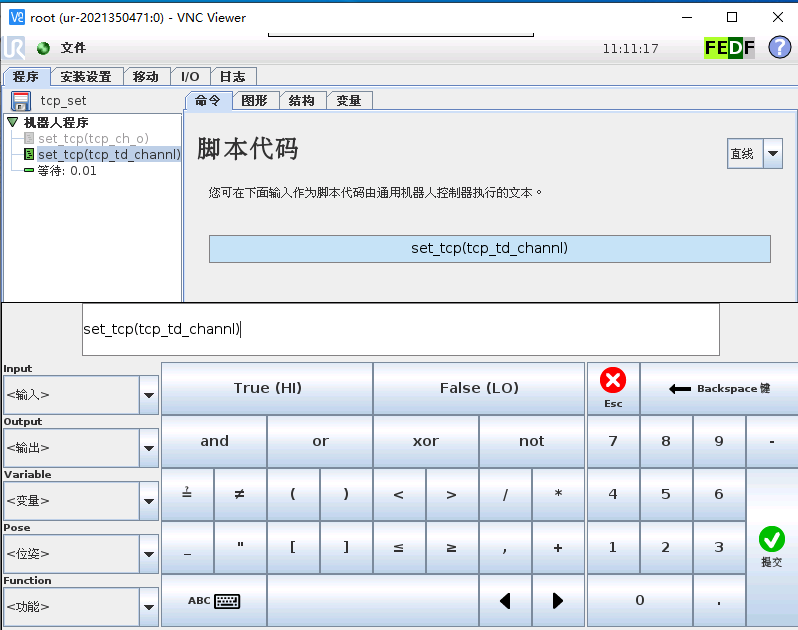 V2 root (ur-2021350471:0) - VNC Viewer
UR 文件 11:11:17 FEDF ?
程序 安装设置 移动 I/O 日志
tcp_set 命令 图形 结构 变量
机器人程序
set_tcp(tcp_ch_o)
set_tcp(tcp_td_channl)
等待: 0.01
脚本代码
直线
您可在下面输入作为脚本代码由通用机器人控制器执行的文本。
set_tcp(tcp_td_channl)
set_tcp(tcp_td_channl)
Input
<输入>
Output
<输出>
Variable
<变量>
Pose
<位姿>
Function
<功能>
True (HI) False (LO) Esc Backspace 键
and or xor not 7 8 9 -
≟ ≠ ( ) < > / * 4 5 6
_ " [ ] ≤ ≥ , + 1 2 3
提交
ABC 0 .